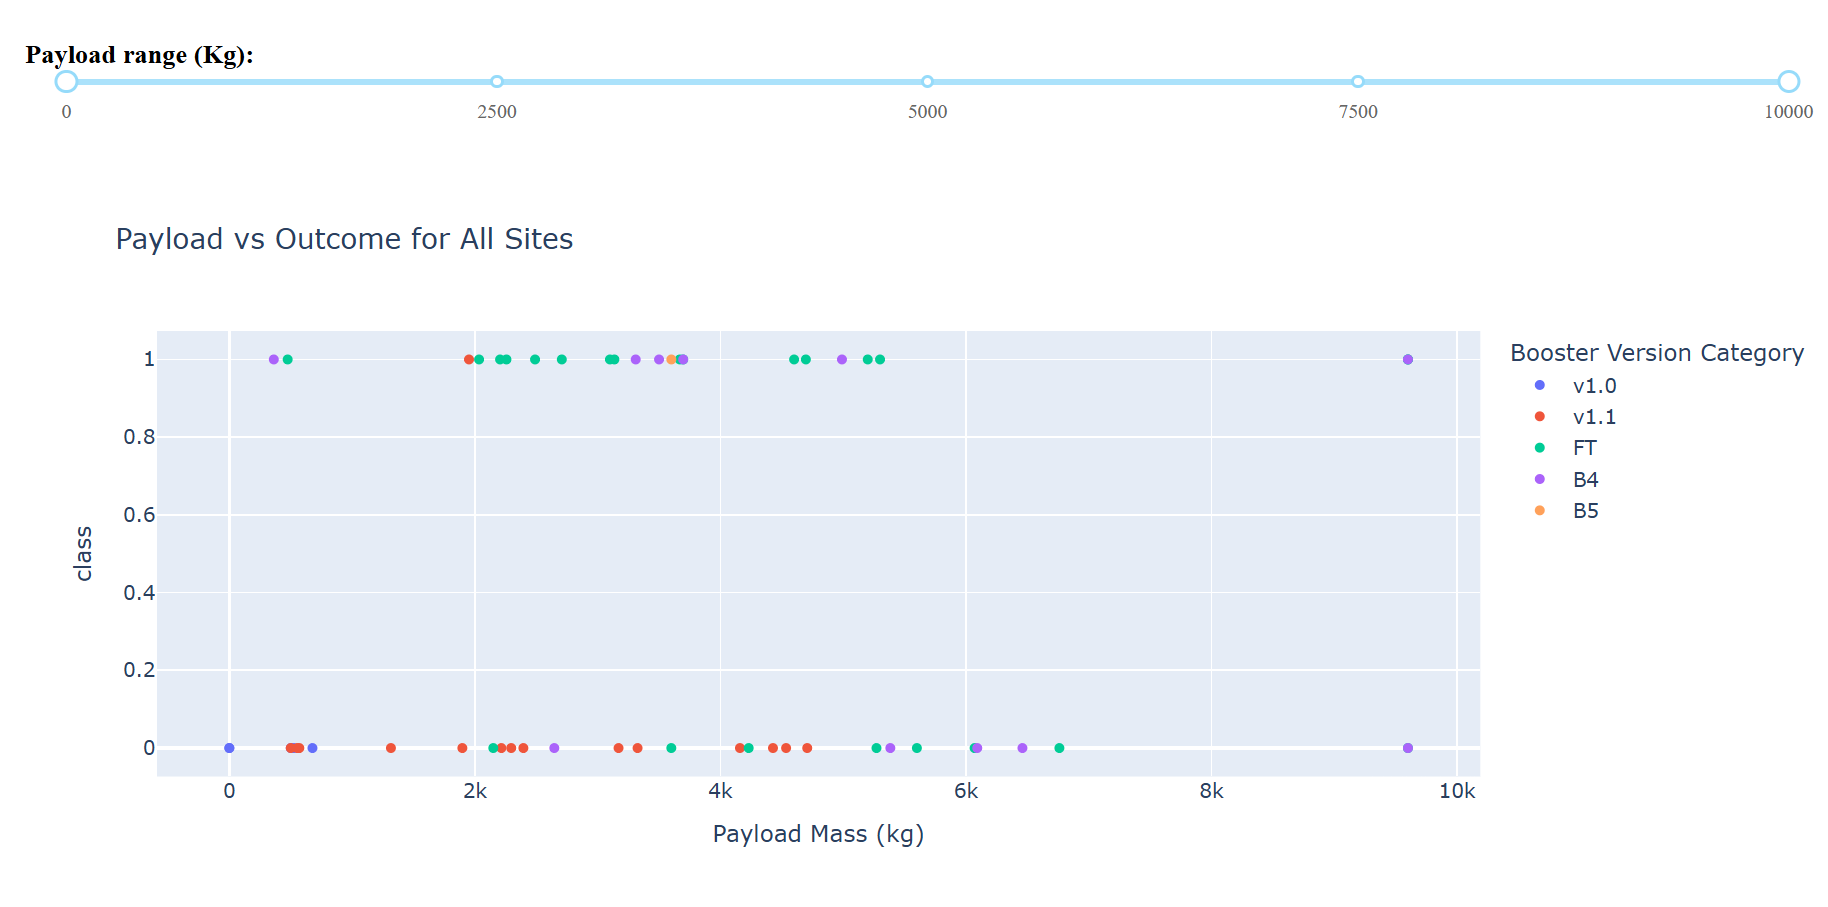 Payload range (Kg):
0 2500 5000 7500 10000
Payload vs Outcome for All Sites
Booster Version Category
v1.0
v1.1
FT
B4
B5
class
1
0.8
0.6
0.4
0.2
0
0 2k 4k 6k 8k 10k
Payload Mass (kg)